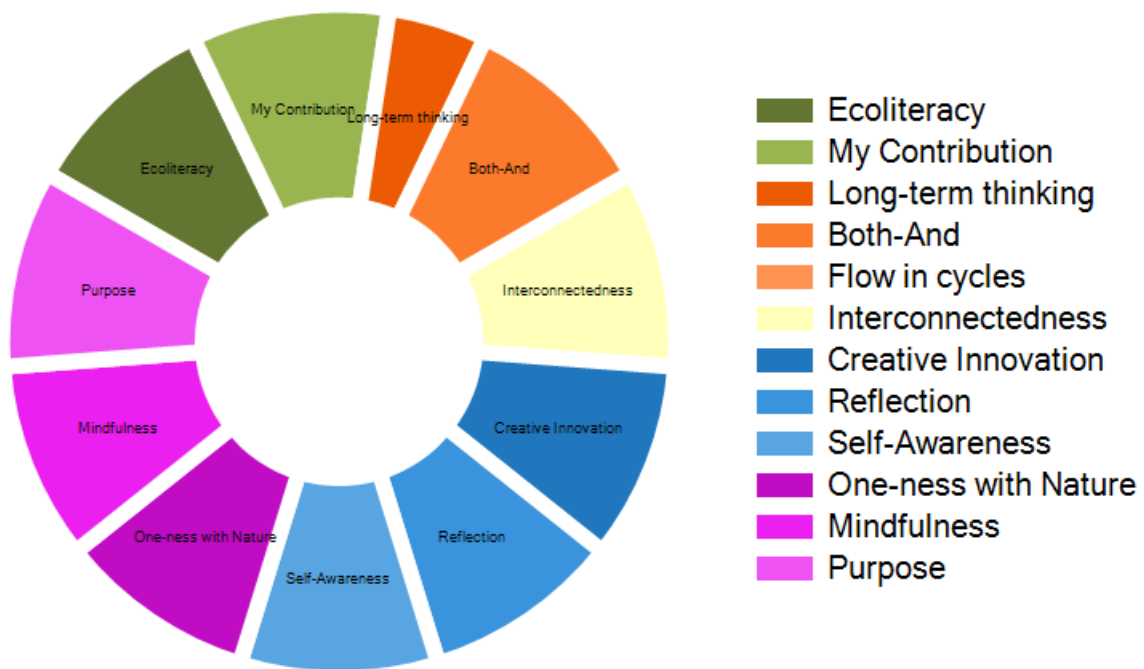 My Contribution
Long-term thinking
Ecoliteracy
Both-And
Purpose
Interconnectedness
Mindfulness
Creative Innovation
One-ness with Nature
Reflection
Self-Awareness
Ecoliteracy
My Contribution
Long-term thinking
Both-And
Flow in cycles
Interconnectedness
Creative Innovation
Reflection
Self-Awareness
One-ness with Nature
Mindfulness
Purpose